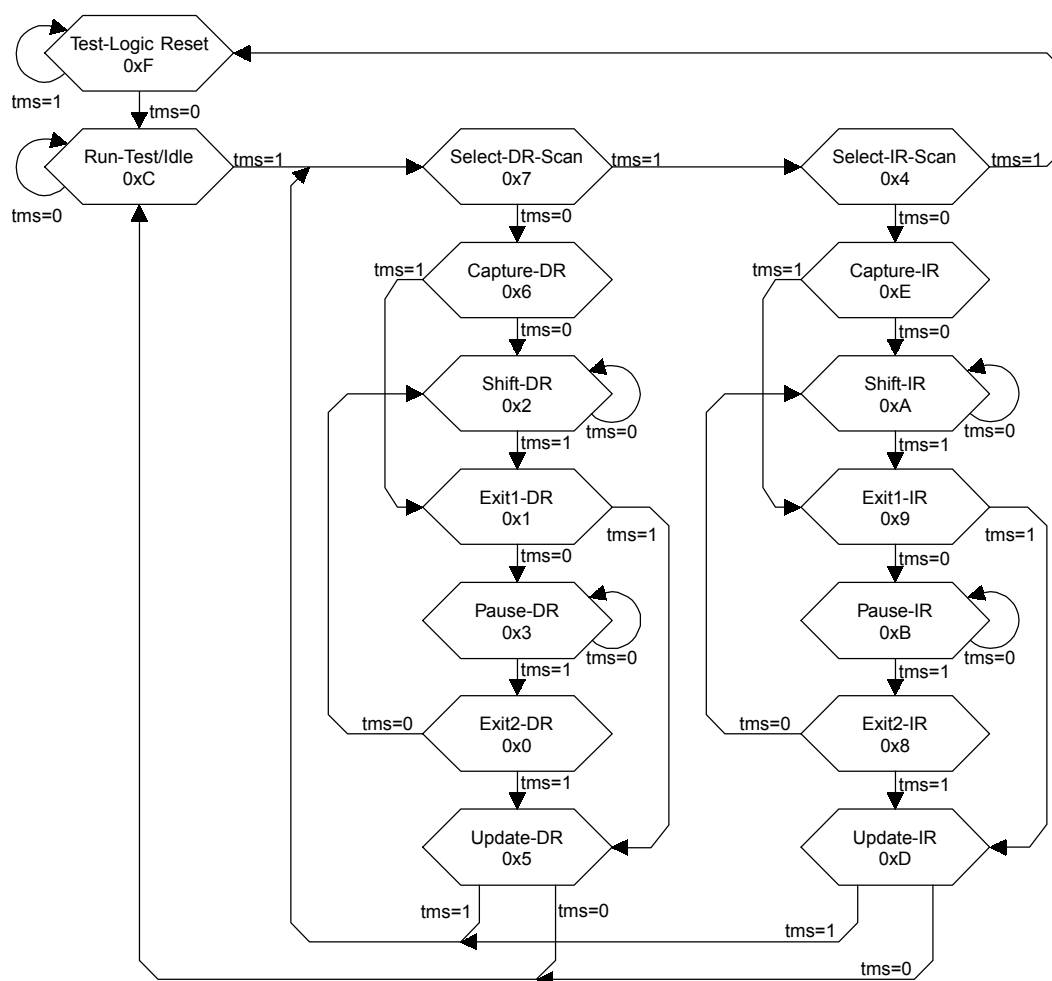 Test-Logic Reset
0xF
tms=1
tms=0
Run-Test/Idle
0xC
tms=0
tms=1
Select-DR-Scan
0x7
tms=1
Select-IR-Scan
0x4
tms=1
tms=0
tms=0
tms=1
Capture-DR
0x6
tms=1
Capture-IR
0xE
tms=0
tms=0
Shift-DR
0x2
tms=0
Shift-IR
0xA
tms=0
tms=1
tms=1
Exit1-DR
0x1
tms=1
Exit1-IR
0x9
tms=1
tms=0
tms=0
Pause-DR
0x3
tms=0
Pause-IR
0xB
tms=0
tms=1
tms=1
tms=0
Exit2-DR
0x0
tms=0
Exit2-IR
0x8
tms=1
tms=1
Update-DR
0x5
Update-IR
0xD
tms=1
tms=0
tms=1
tms=0